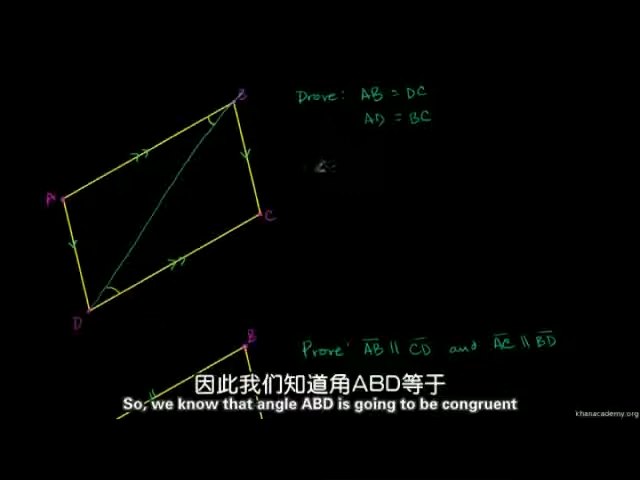 B
Prove: AB = DC
AD = BC
A
C
D
B
Prove: AB || CD and AC || BD
因此我们知道角ABD等于
So, we know that angle ABD is going to be congruent
khanacademy.org